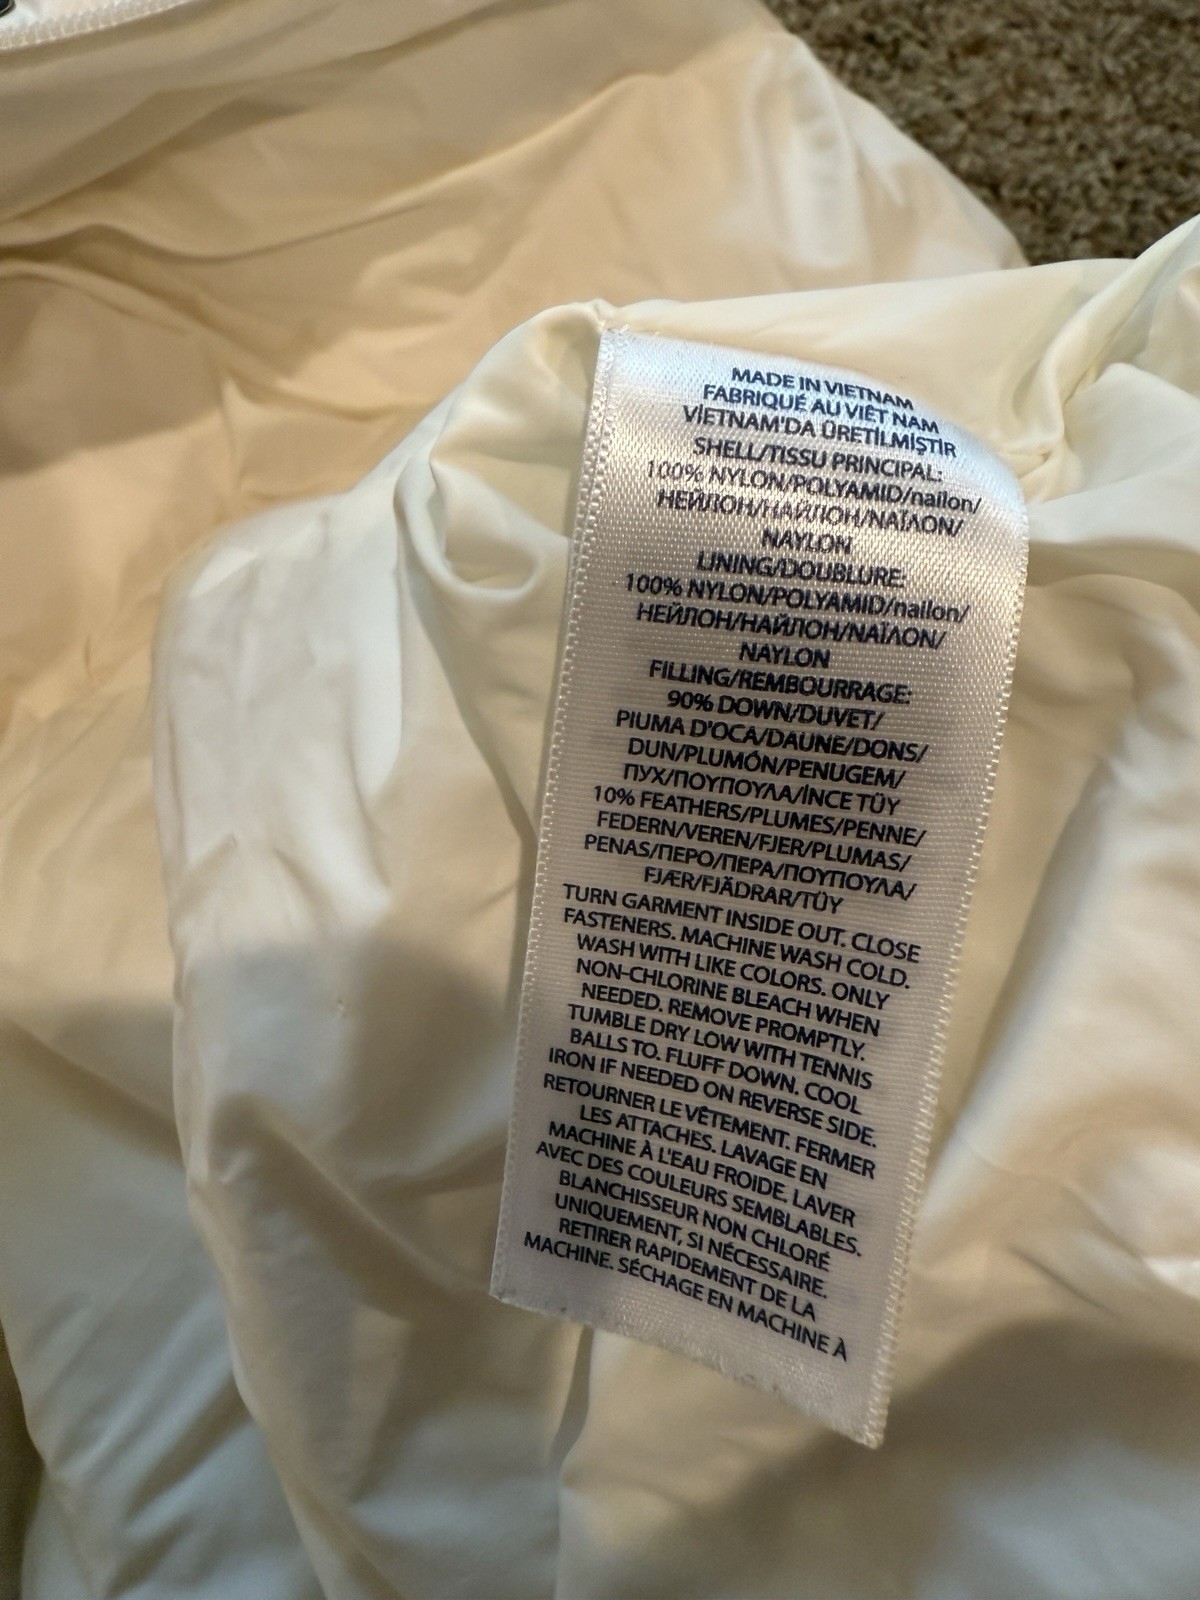 MADE IN VIETNAM
FABRIQUÉ AU VIÊT NAM
VİETNAM'DA ÜRETİLMİŞTİR
SHELL/TISSU PRINCIPAL:
100% NYLON/POLYAMID/nailon/
НЕЙЛОН/НАЙЛОН/ΝΑΪΛΟΝ/
NAYLON
LINING/DOUBLURE:
100% NYLON/POLYAMID/nailon/
НЕЙЛОН/НАЙЛОН/ΝΑΪΛΟΝ/
NAYLON
FILLING/REMBOURRAGE:
90% DOWN/DUVET/
PIUMA D'OCA/DAUNE/DONS/
DUN/PLUMÓN/PENUGEM/
ПУХ/ΠΟΥΠΟΥΛΑ/İNCE TÜY
10% FEATHERS/PLUMES/PENNE/
FEDERN/VEREN/FJER/PLUMAS/
PENAS/ПЕРО/ПЕРА/ΠΟΥΠΟΥΛΑ/
FJÆR/FJÄDRAR/TÜY
TURN GARMENT INSIDE OUT. CLOSE
FASTENERS. MACHINE WASH COLD.
WASH WITH LIKE COLORS. ONLY
NON-CHLORINE BLEACH WHEN
NEEDED. REMOVE PROMPTLY.
TUMBLE DRY LOW WITH TENNIS
BALLS TO. FLUFF DOWN. COOL
IRON IF NEEDED ON REVERSE SIDE.
RETOURNER LE VÊTEMENT. FERMER
LES ATTACHES. LAVAGE EN
MACHINE À L'EAU FROIDE. LAVER
AVEC DES COULEURS SEMBLABLES.
BLANCHISSEUR NON CHLORÉ
UNIQUEMENT, SI NÉCESSAIRE.
RETIRER RAPIDEMENT DE LA
MACHINE. SÉCHAGE EN MACHINE À